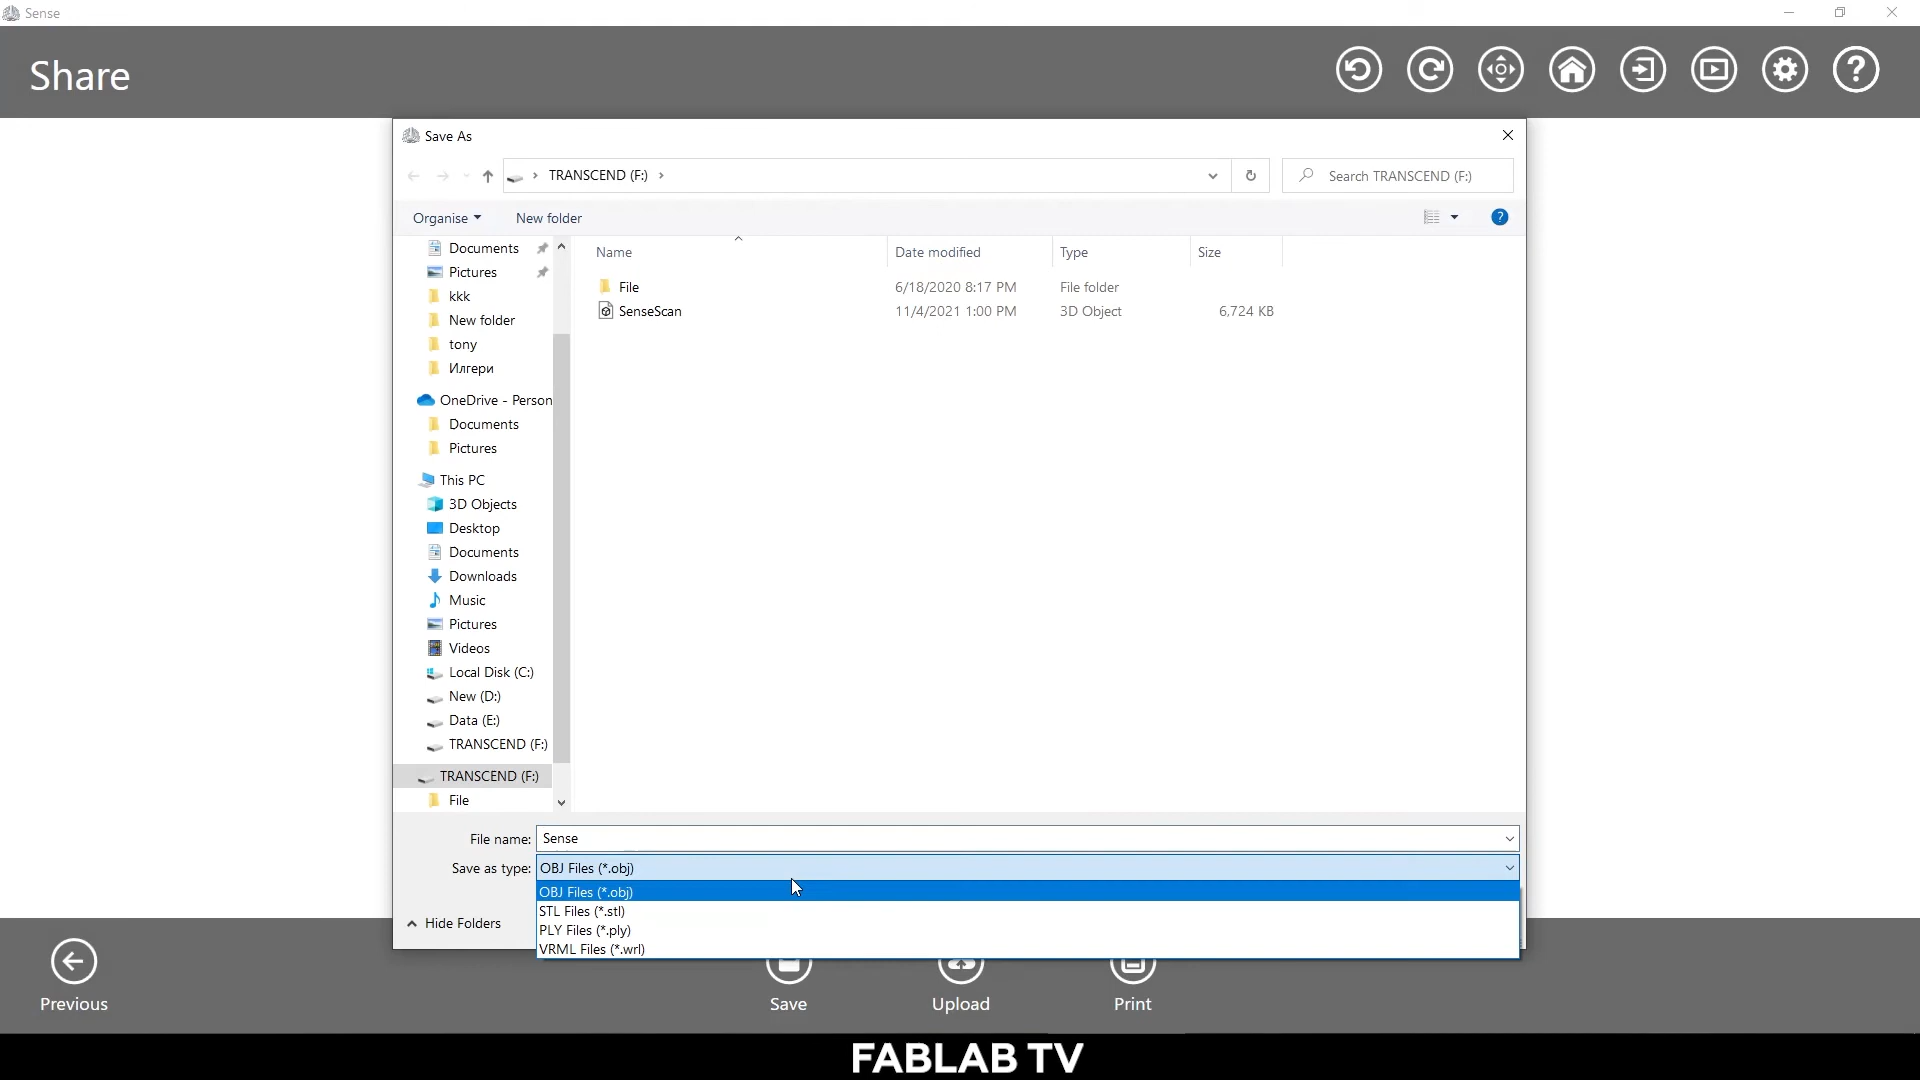 Sense
Share
Save As
TRANSCEND (F:)
Search TRANSCEND (F:)
Organise
New folder
Name Date modified Type Size
File 6/18/2020 8:17 PM File folder
SenseScan 11/4/2021 1:00 PM 3D Object 6,724 KB
Documents
Pictures
kkk
New folder
tony
Илгери
OneDrive - Person
Documents
Pictures
This PC
3D Objects
Desktop
Documents
Downloads
Music
Pictures
Videos
Local Disk (C:)
New (D:)
Data (E:)
TRANSCEND (F:)
TRANSCEND (F:)
File
File name: Sense
Save as type: OBJ Files (*.obj)
OBJ Files (*.obj)
STL Files (*.stl)
PLY Files (*.ply)
VRML Files (*.wrl)
Hide Folders
Previous
Save
Upload
Print
FABLAB TV